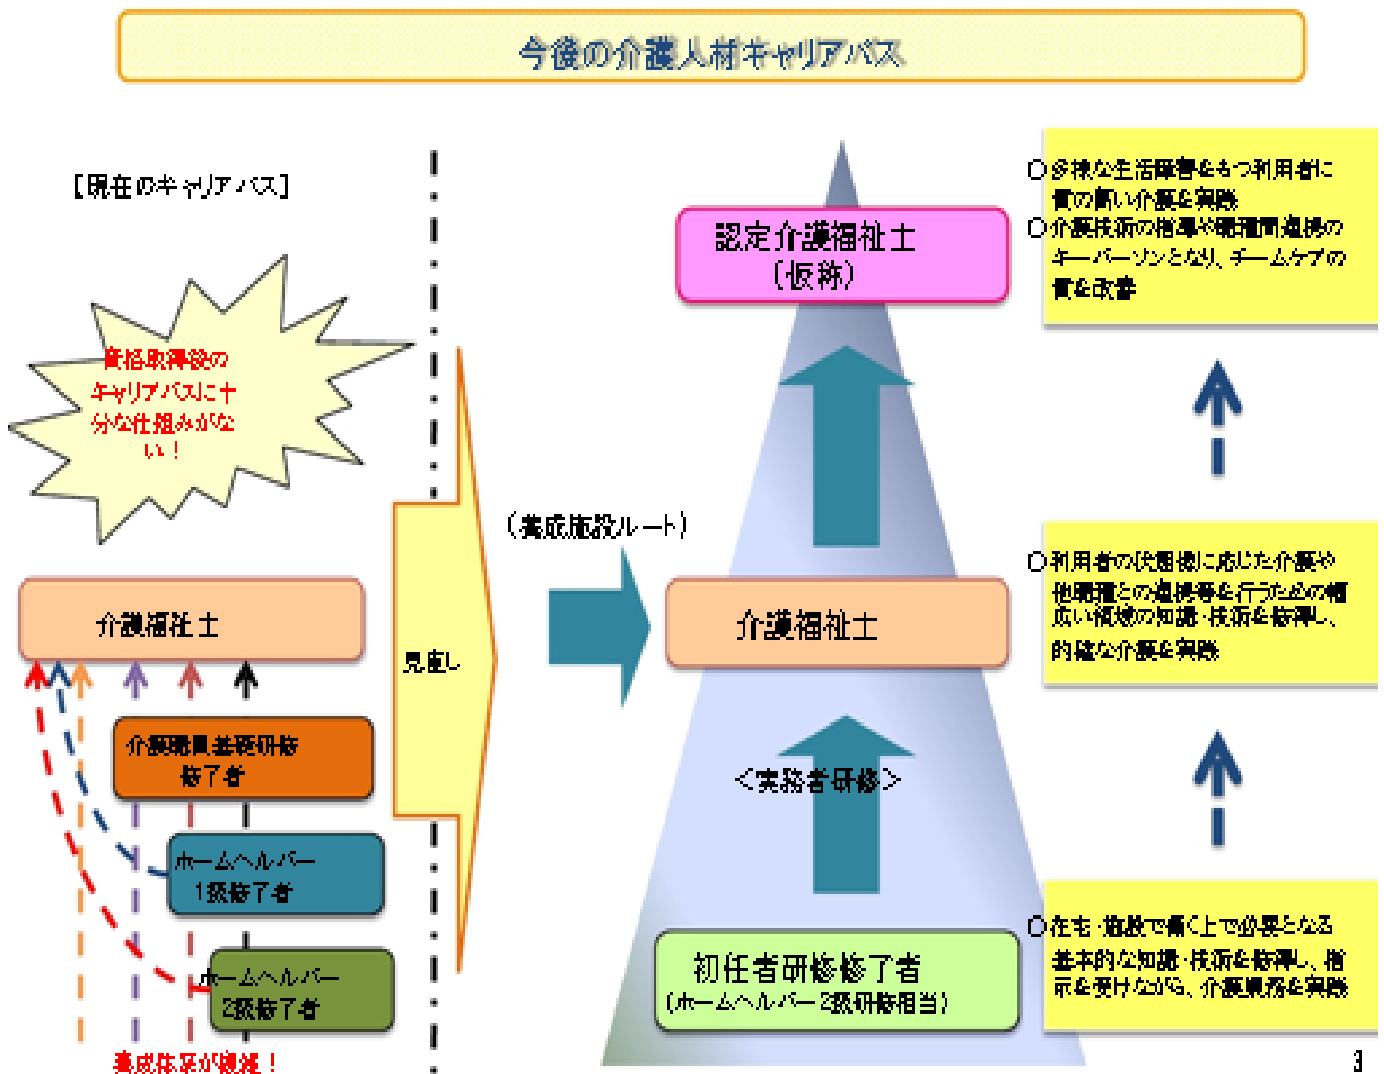 今後の介護人材キャリアパス
［現在のキャリアパス］
資格取得後の
キャリアパスに十
分な仕組みがな
い！
介護福祉士
介護職員基礎研修
修了者
ホームヘルパー
1級修了者
ホームヘルパー
2級修了者
養成体系が複雑！
見直し
（養成施設ルート）
認定介護福祉士
（仮称）
介護福祉士
＜実務者研修＞
初任者研修修了者
（ホームヘルパー2級研修相当）
○多様な生活障害をもつ利用者に
質の高い介護を実践
○介護技術の指導や職種間連携の
キーパーソンとなり、チームケアの
質を改善
○利用者の状態像に応じた介護や
他職種との連携等を行うための幅
広い領域の知識・技術を修得し、
的確な介護を実践
○在宅・施設で働く上で必要となる
基本的な知識・技術を修得し、指
示を受けながら、介護業務を実践
3